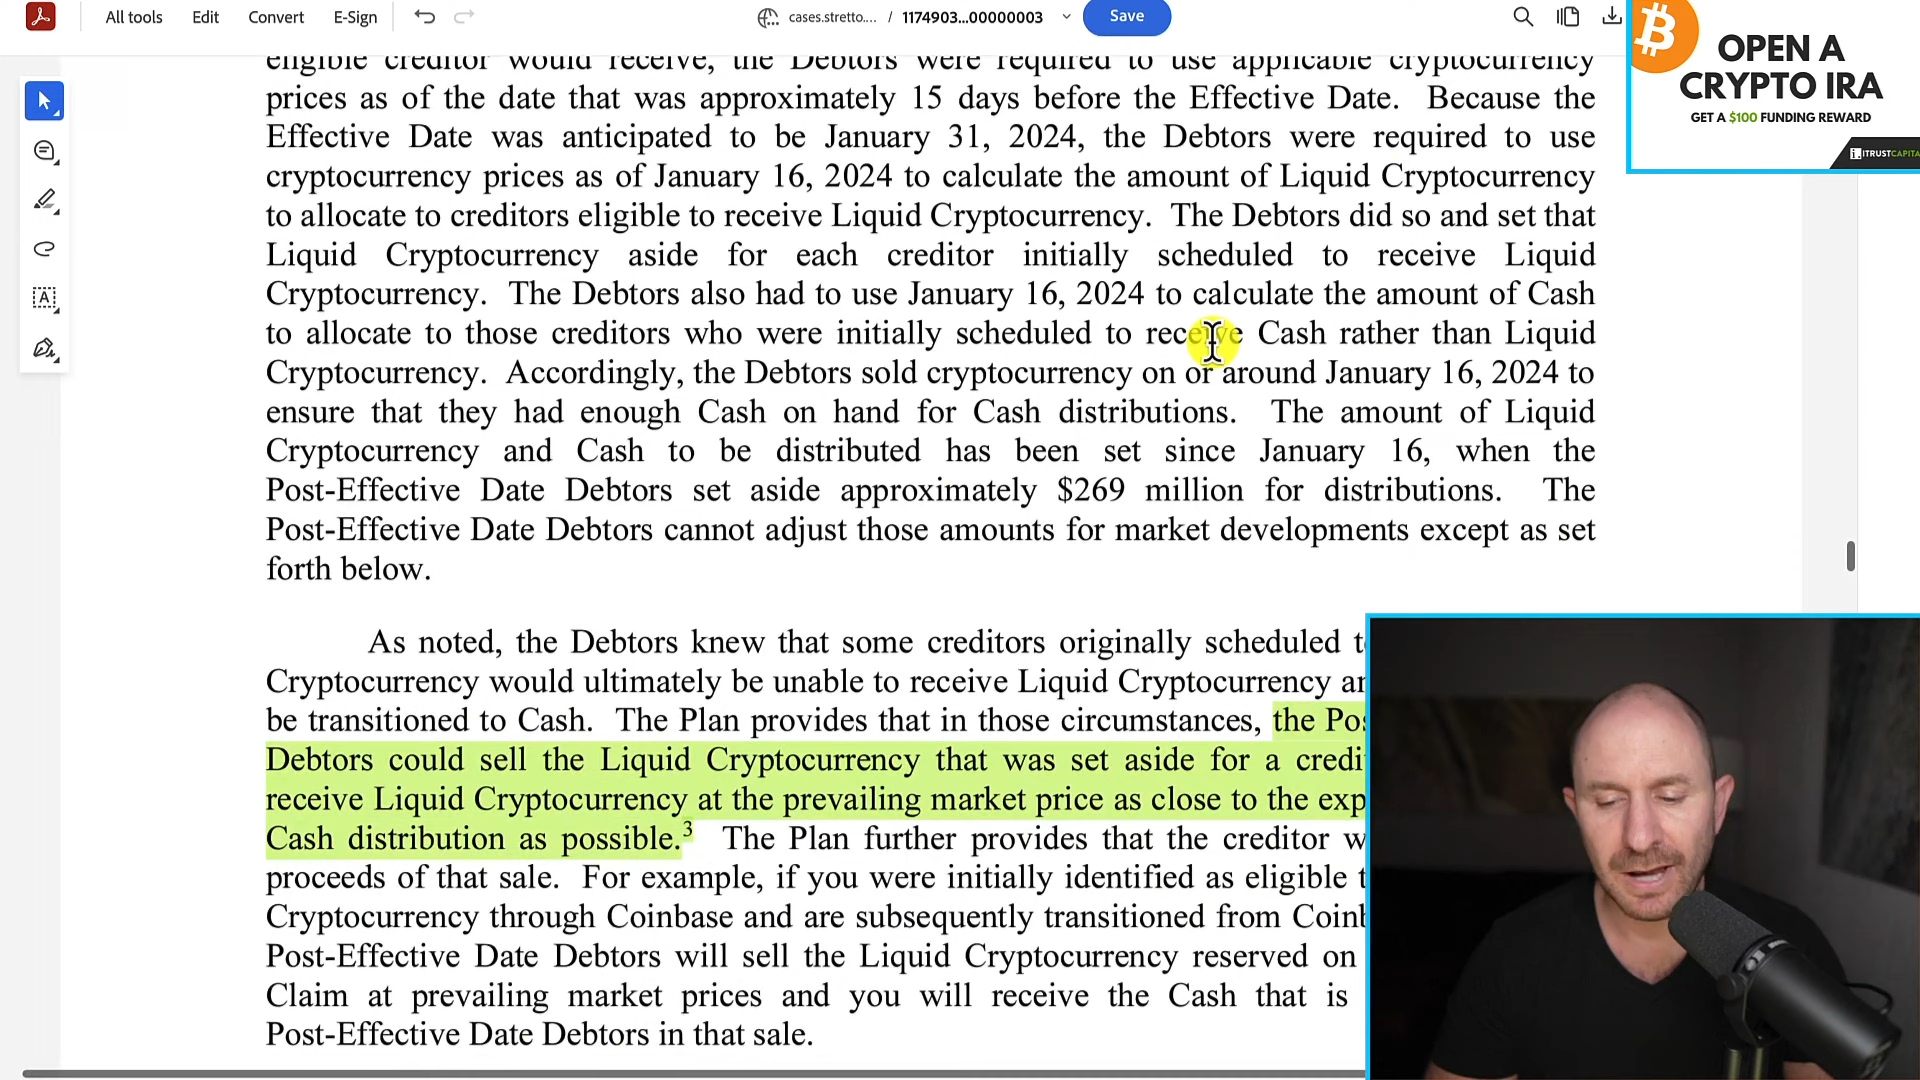 All tools Edit Convert E-Sign cases.stretto.... / 1174903...00000003 Save
OPEN A
CRYPTO IRA
GET A $100 FUNDING REWARD
ITRUSTCAPITA
eligible creditor would receive, the Debtors were required to use applicable cryptocurrency
prices as of the date that was approximately 15 days before the Effective Date. Because the
Effective Date was anticipated to be January 31, 2024, the Debtors were required to use
cryptocurrency prices as of January 16, 2024 to calculate the amount of Liquid Cryptocurrency
to allocate to creditors eligible to receive Liquid Cryptocurrency. The Debtors did so and set that
Liquid Cryptocurrency aside for each creditor initially scheduled to receive Liquid
Cryptocurrency. The Debtors also had to use January 16, 2024 to calculate the amount of Cash
to allocate to those creditors who were initially scheduled to receive Cash rather than Liquid
Cryptocurrency. Accordingly, the Debtors sold cryptocurrency on or around January 16, 2024 to
ensure that they had enough Cash on hand for Cash distributions. The amount of Liquid
Cryptocurrency and Cash to be distributed has been set since January 16, when the
Post-Effective Date Debtors set aside approximately $269 million for distributions. The
Post-Effective Date Debtors cannot adjust those amounts for market developments except as set
forth below.
As noted, the Debtors knew that some creditors originally scheduled t
Cryptocurrency would ultimately be unable to receive Liquid Cryptocurrency an
be transitioned to Cash. The Plan provides that in those circumstances, the Pos
Debtors could sell the Liquid Cryptocurrency that was set aside for a credi
receive Liquid Cryptocurrency at the prevailing market price as close to the exp
Cash distribution as possible.3 The Plan further provides that the creditor w
proceeds of that sale. For example, if you were initially identified as eligible t
Cryptocurrency through Coinbase and are subsequently transitioned from Coinb
Post-Effective Date Debtors will sell the Liquid Cryptocurrency reserved on
Claim at prevailing market prices and you will receive the Cash that is
Post-Effective Date Debtors in that sale.